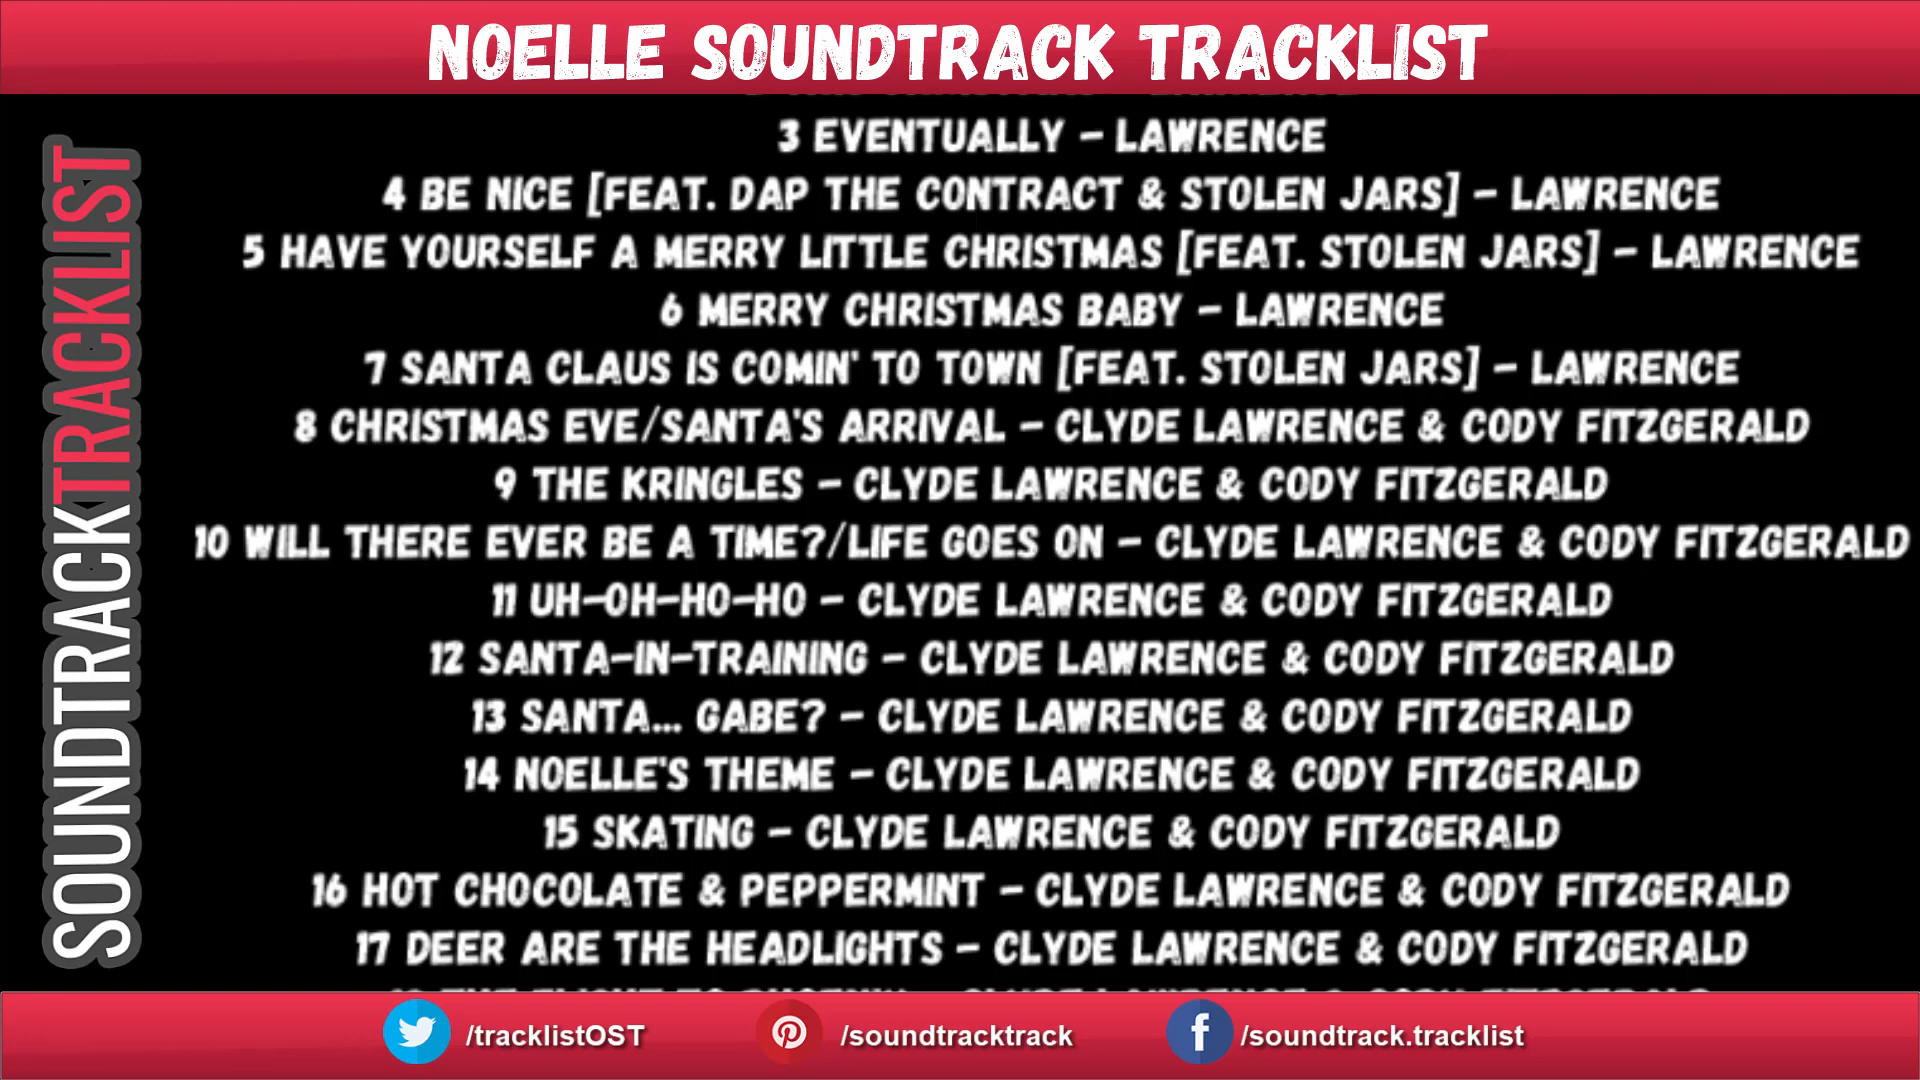 NOELLE SOUNDTRACK TRACKLIST
3 EVENTUALLY - LAWRENCE
4 BE NICE [FEAT. DAP THE CONTRACT & STOLEN JARS] - LAWRENCE
5 HAVE YOURSELF A MERRY LITTLE CHRISTMAS [FEAT. STOLEN JARS] - LAWRENCE
6 MERRY CHRISTMAS BABY - LAWRENCE
7 SANTA CLAUS IS COMIN' TO TOWN [FEAT. STOLEN JARS] - LAWRENCE
8 CHRISTMAS EVE/SANTA'S ARRIVAL - CLYDE LAWRENCE & CODY FITZGERALD
9 THE KRINGLES - CLYDE LAWRENCE & CODY FITZGERALD
10 WILL THERE EVER BE A TIME?/LIFE GOES ON - CLYDE LAWRENCE & CODY FITZGERALD
11 UH-OH-HO-HO - CLYDE LAWRENCE & CODY FITZGERALD
12 SANTA-IN-TRAINING - CLYDE LAWRENCE & CODY FITZGERALD
13 SANTA... GABE? - CLYDE LAWRENCE & CODY FITZGERALD
14 NOELLE'S THEME - CLYDE LAWRENCE & CODY FITZGERALD
15 SKATING - CLYDE LAWRENCE & CODY FITZGERALD
16 HOT CHOCOLATE & PEPPERMINT - CLYDE LAWRENCE & CODY FITZGERALD
17 DEER ARE THE HEADLIGHTS - CLYDE LAWRENCE & CODY FITZGERALD
SOUNDTRACKTRACKLIST
/tracklistOST
/soundtracktrack
/soundtrack.tracklist